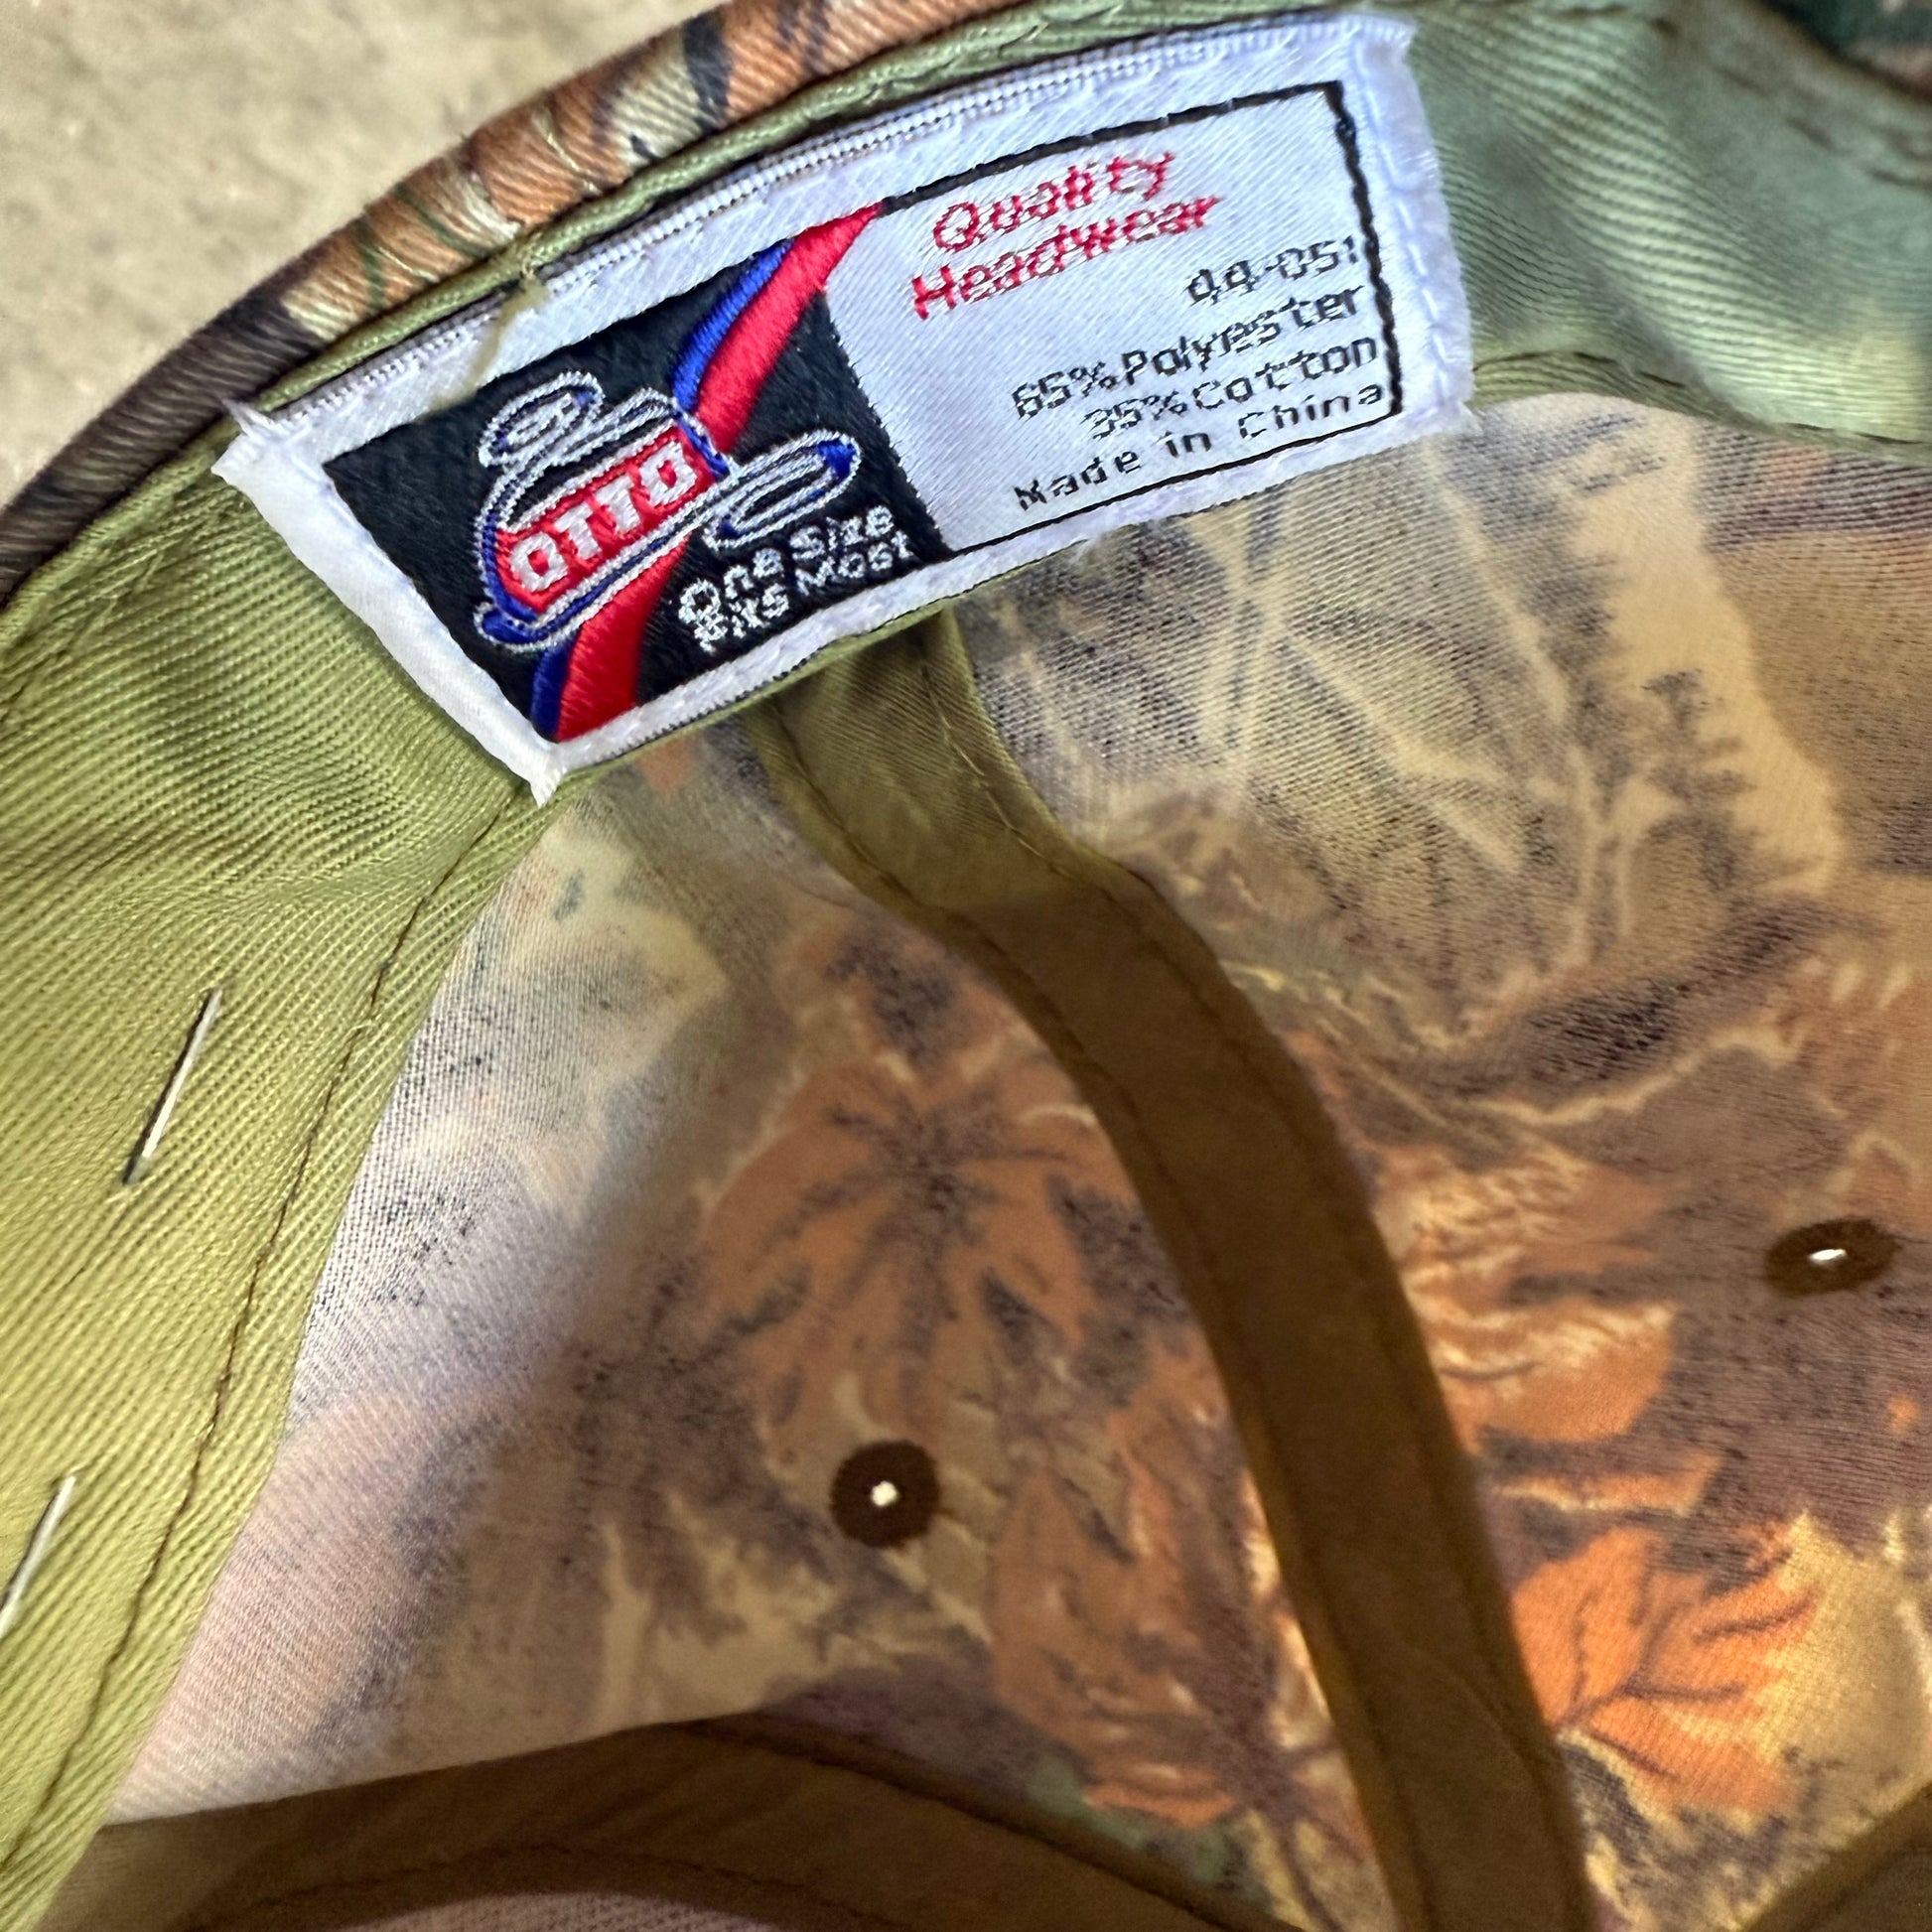 OTTO
One Size
Fits Most
Quality
Headwear
44-051
65% Polyester
35% Cotton
Made in China